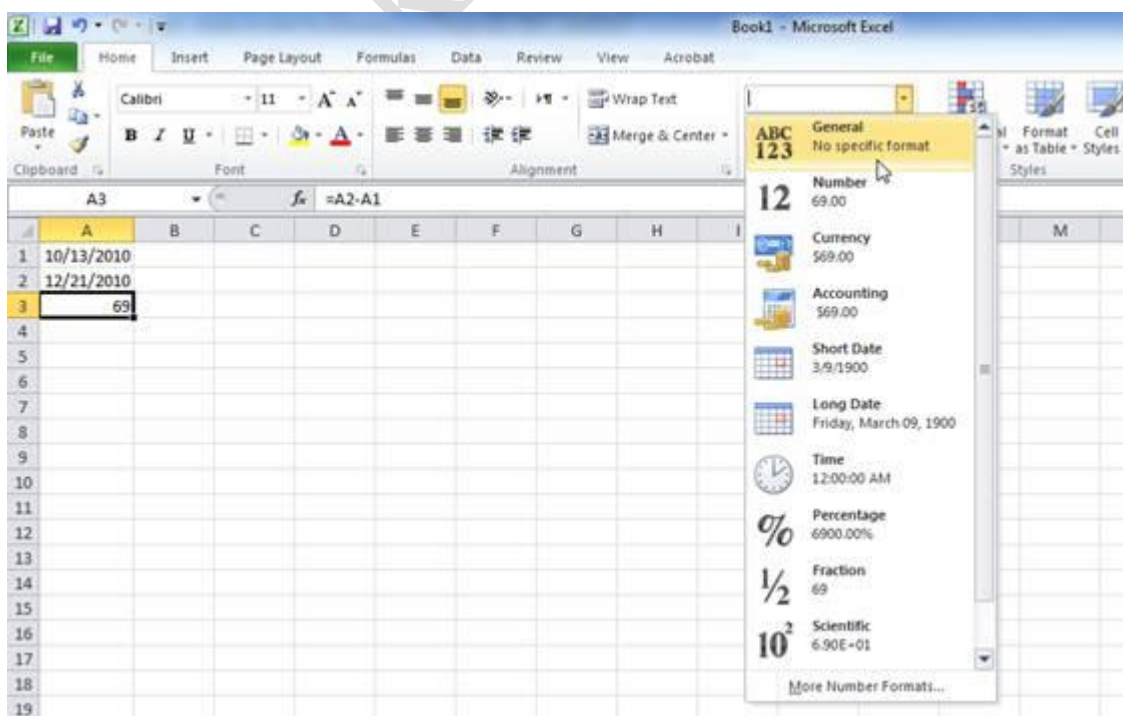 Book1 - Microsoft Excel
File Home Insert Page Layout Formulas Data Review View Acrobat
Calibri 11 A A Wrap Text
Paste B I U A Merge & Center Format as Table Cell Styles
Clipboard Font Alignment Styles
A3 fx =A2-A1
A B C D E F G H I M
1 10/13/2010
2 12/21/2010
3 69
4
5
6
7
8
9
10
11
12
13
14
15
16
17
18
19
ABC 123 General
No specific format
12 Number
69.00
Currency
$69.00
Accounting
$69.00
Short Date
3/9/1900
Long Date
Friday, March 09, 1900
Time
12:00:00 AM
% Percentage
6900.00%
½ Fraction
69
10² Scientific
6.90E+01
More Number Formats...